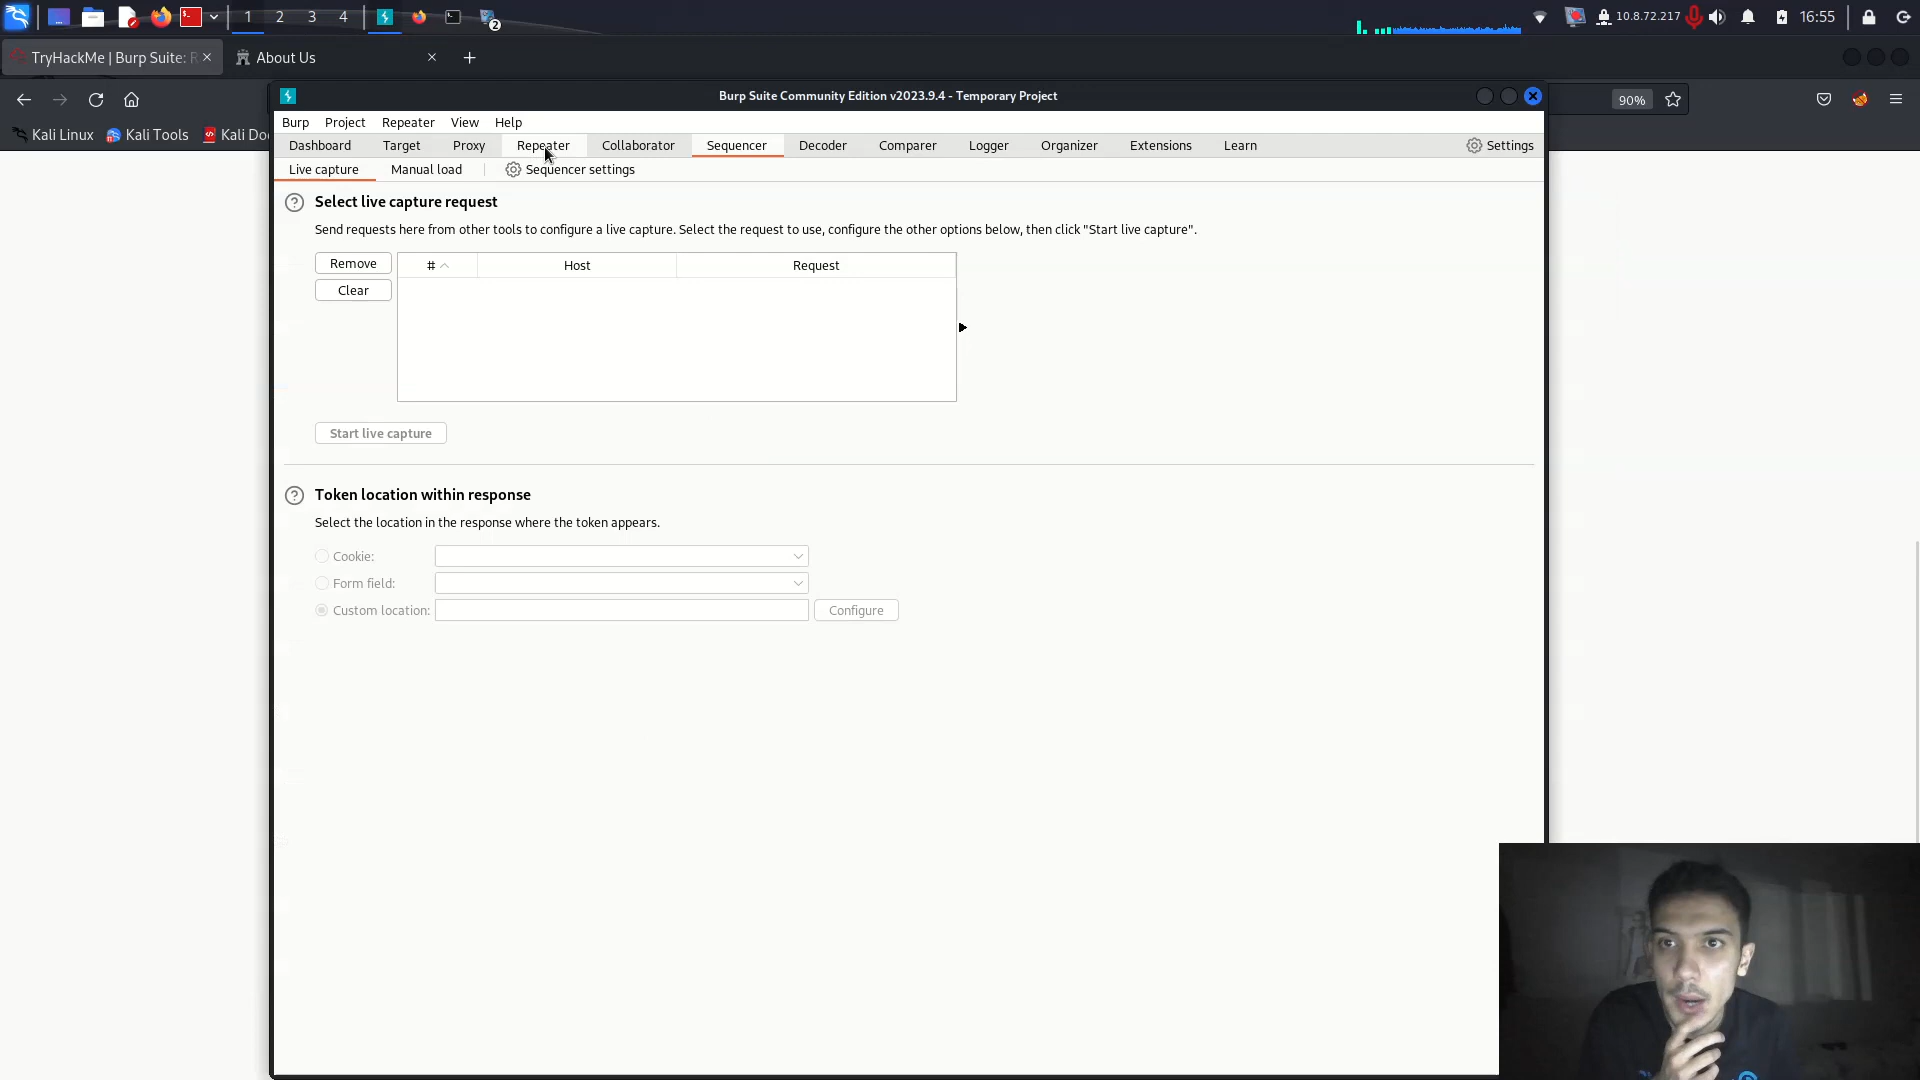 1 2 3 4 2 10.8.72.217 16:55
TryHackMe | Burp Suite: R About Us
90%
Kali Linux Kali Tools Kali Do
Burp Suite Community Edition v2023.9.4 - Temporary Project
Burp Project Repeater View Help
Dashboard Target Proxy Repeater Collaborator Sequencer Decoder Comparer Logger Organizer Extensions Learn Settings
Live capture Manual load Sequencer settings
Select live capture request
Send requests here from other tools to configure a live capture. Select the request to use, configure the other options below, then click "Start live capture".
Remove # Host Request
Clear
Start live capture
Token location within response
Select the location in the response where the token appears.
Cookie:
Form field:
Custom location: Configure